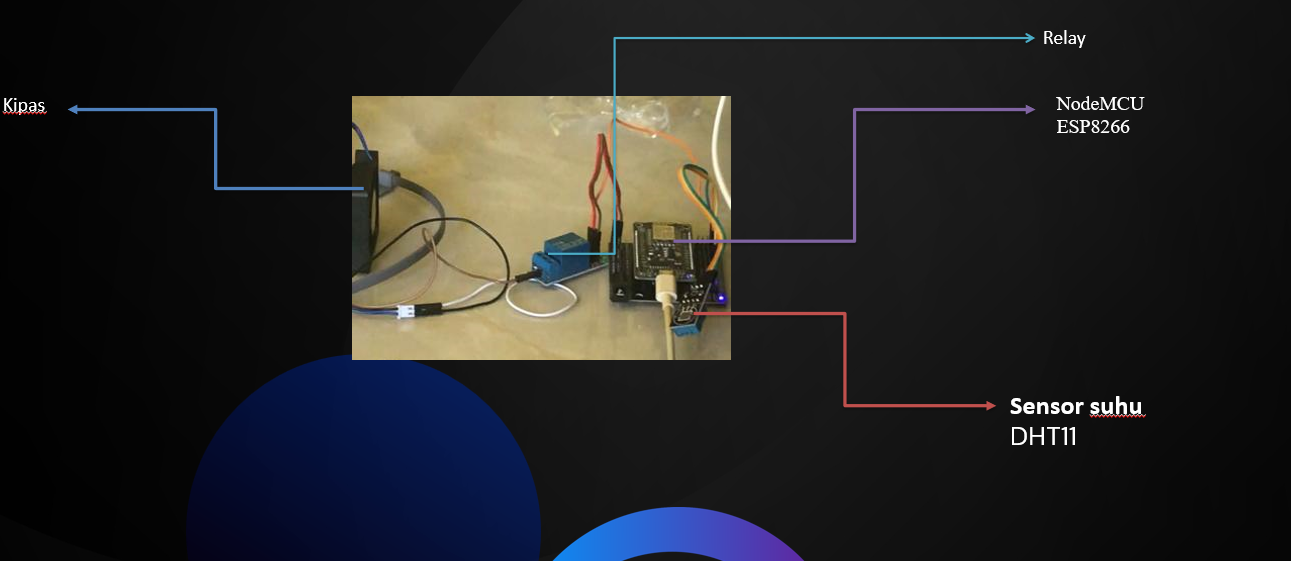 Relay
Kipas
NodeMCU
ESP8266
Sensor suhu
DHT11